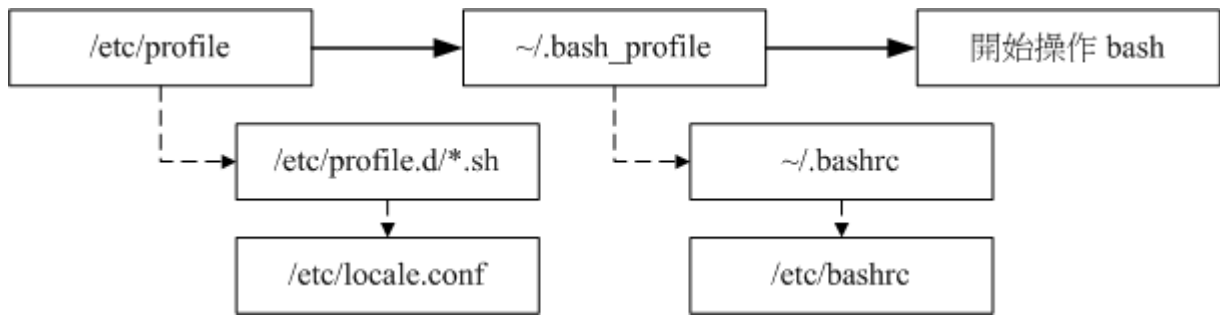 /etc/profile
~/.bash_profile
開始操作 bash
/etc/profile.d/*.sh
~/.bashrc
/etc/locale.conf
/etc/bashrc